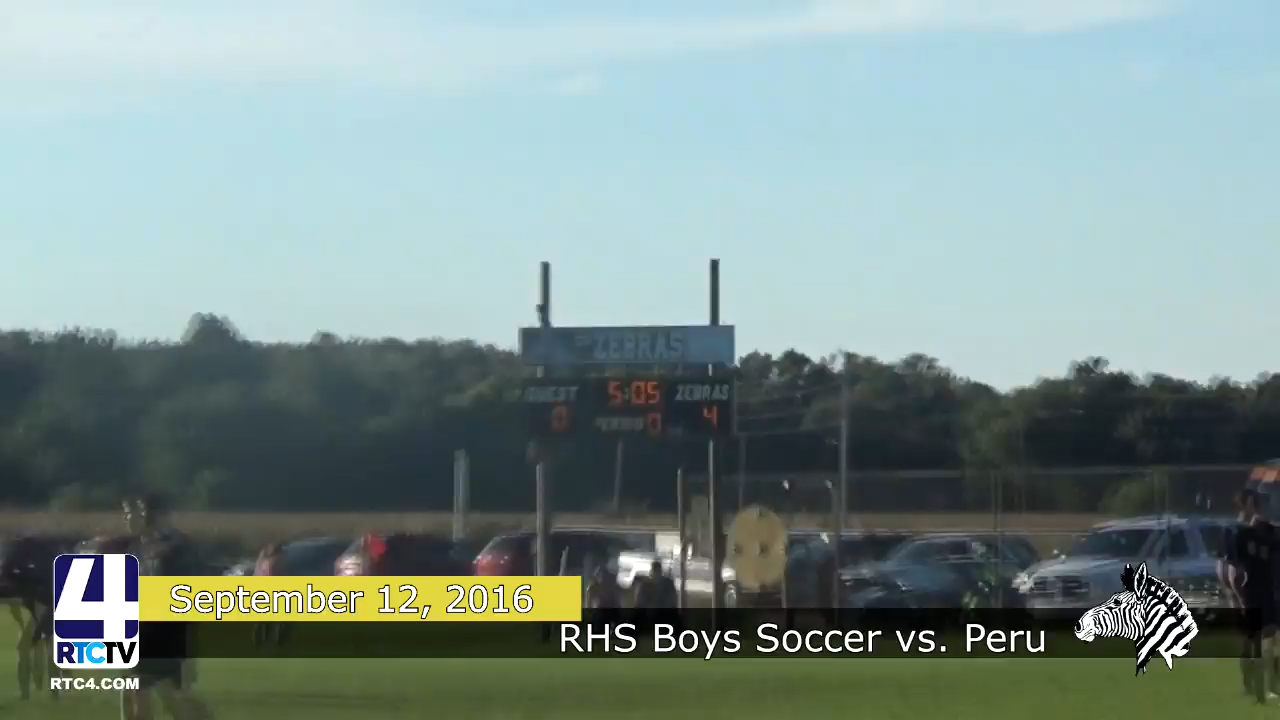 ZEBRAS
GUEST 5:05 ZEBRAS
0 PERIOD 0 4
September 12, 2016
RHS Boys Soccer vs. Peru
4
RTCTV
RTC4.COM